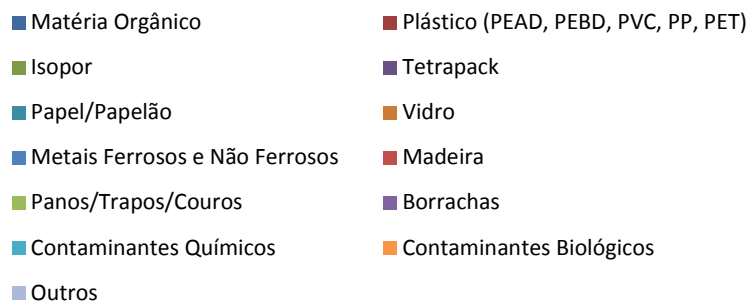 Matéria Orgânico
Plástico (PEAD, PEBD, PVC, PP, PET)
Isopor
Tetrapack
Papel/Papelão
Vidro
Metais Ferrosos e Não Ferrosos
Madeira
Panos/Trapos/Couros
Borrachas
Contaminantes Químicos
Contaminantes Biológicos
Outros